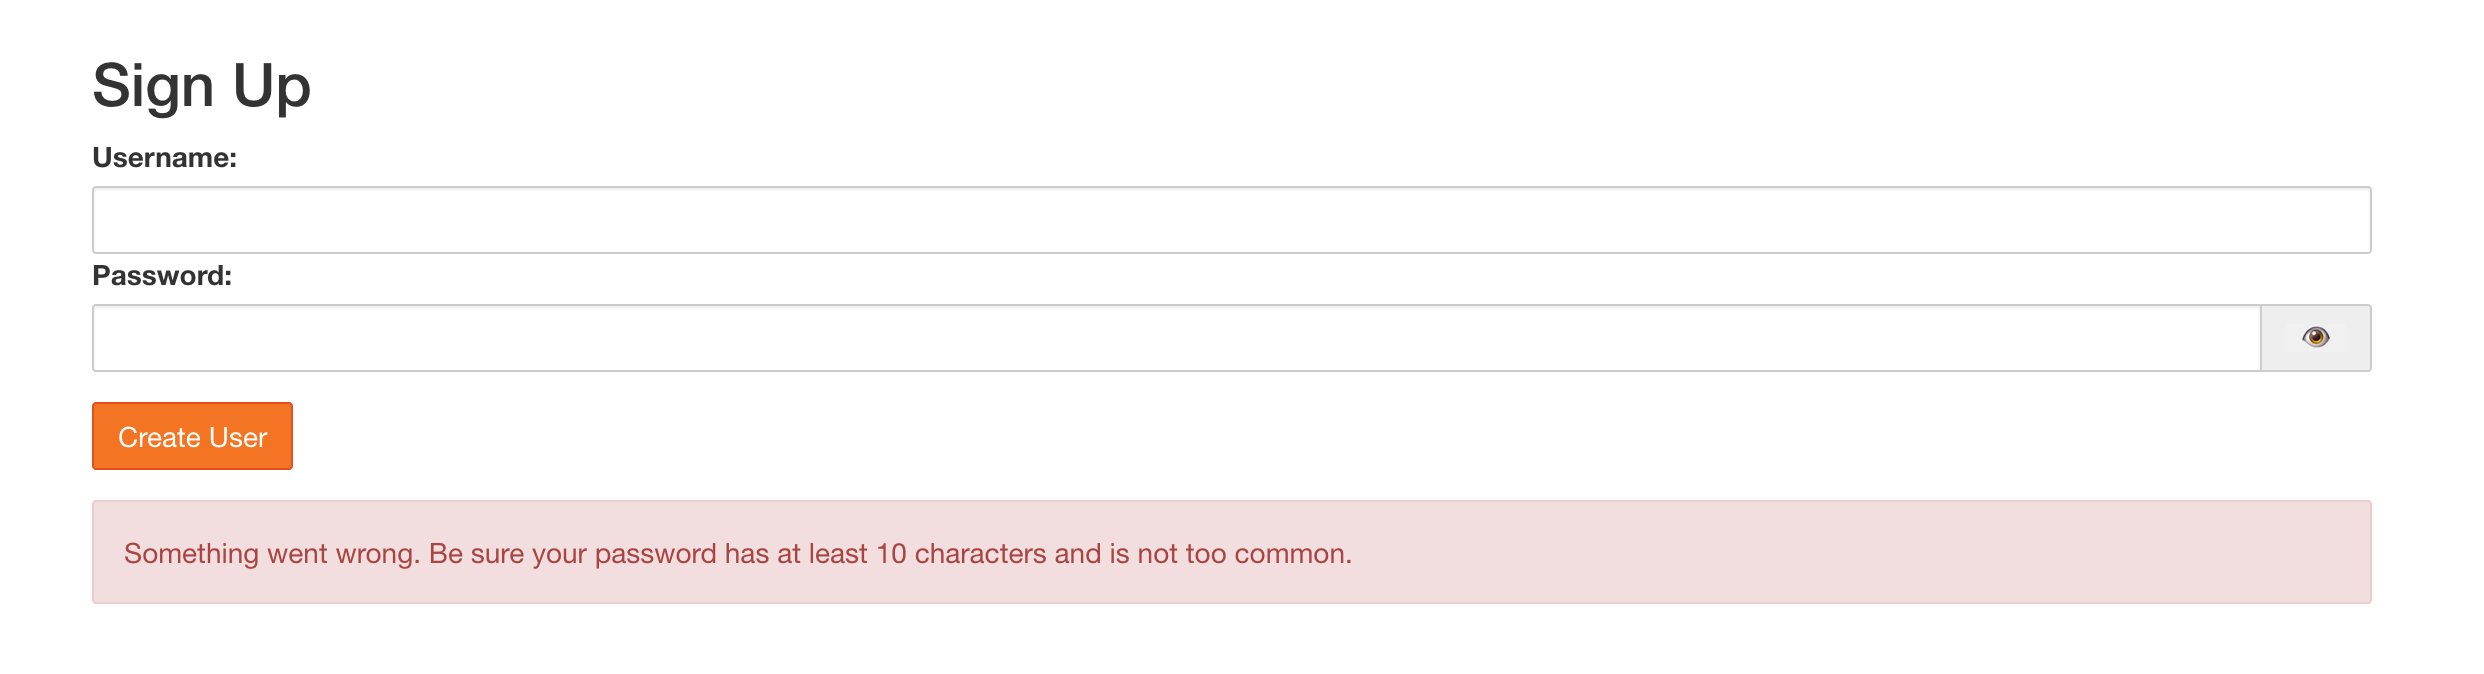 Sign Up
Username:
Password:
Create User
Something went wrong. Be sure your password has at least 10 characters and is not too common.